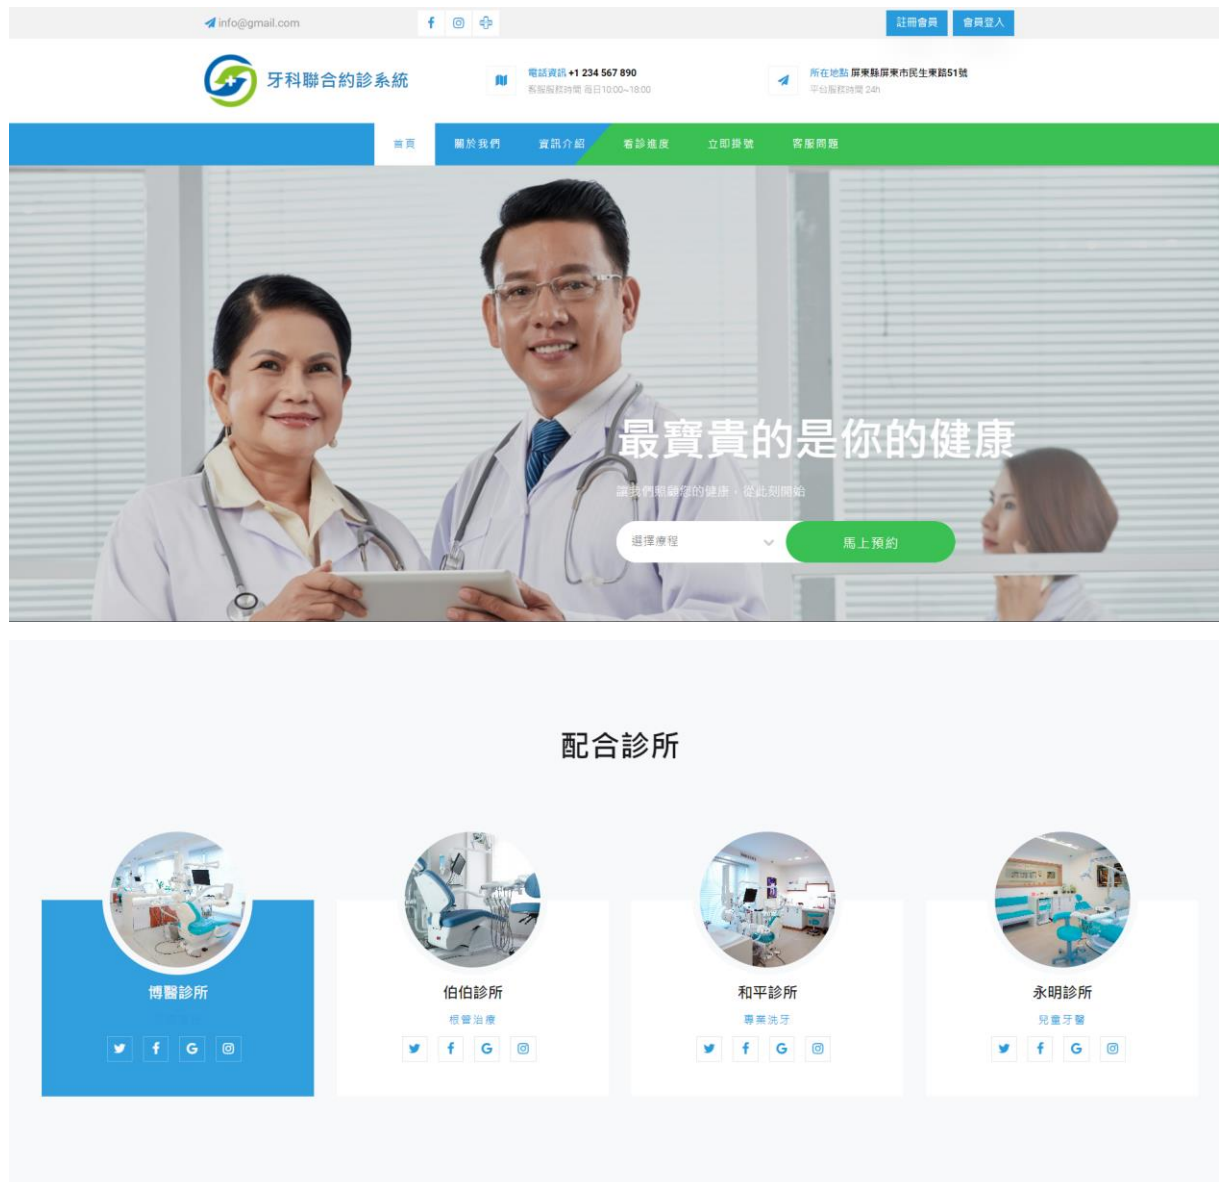 info@gmail.com
註冊會員
會員登入
牙科聯合約診系統
電話資訊 +1 234 567 890
客服服務時間 每日10:00~18:00
所在地點 屏東縣屏東市民生東路51號
平台服務時間 24h
首頁
關於我們
資訊介紹
看診進度
立即掛號
客服問題
最寶貴的是你的健康
讓我們照顧您的健康，從此刻開始
選擇療程
馬上預約
配合診所
博醫診所
伯伯診所
根管治療
和平診所
專業洗牙
永明診所
兒童牙醫